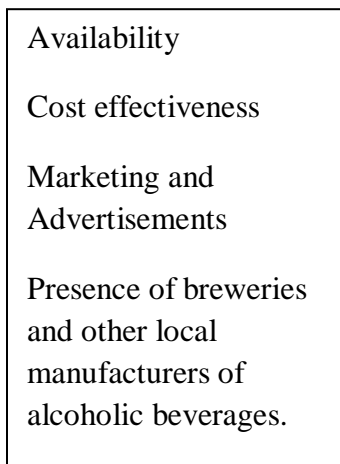 Availability
Cost effectiveness
Marketing and
Advertisements
Presence of breweries
and other local
manufacturers of
alcoholic beverages.